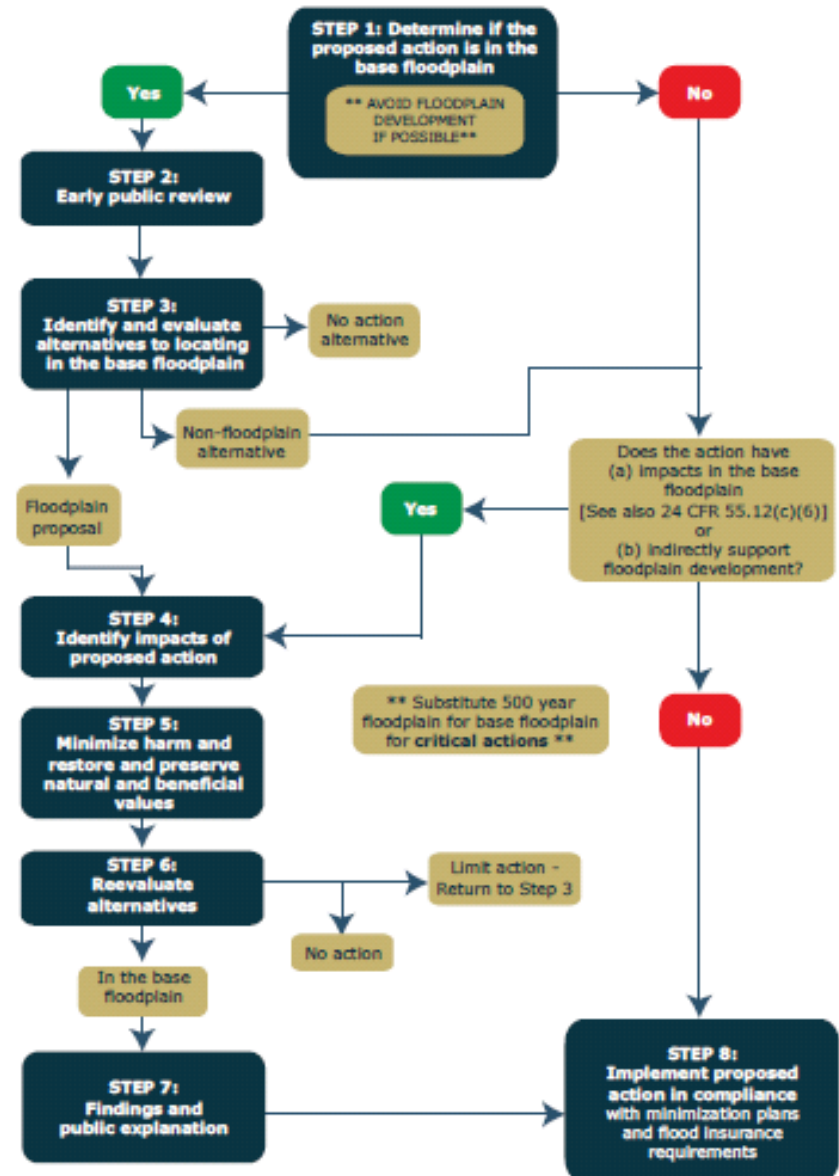 STEP 1: Determine if the
proposed action is in the
base floodplain
** AVOID FLOODPLAIN
DEVELOPMENT
IF POSSIBLE**
Yes
No
STEP 2:
Early public review
STEP 3:
Identify and evaluate
alternatives to locating
in the base floodplain
No action
alternative
Non-floodplain
alternative
Floodplain
proposal
Does the action have
(a) impacts in the base
floodplain
[See also 24 CFR 55.12(c)(6)]
or
(b) indirectly support
floodplain development?
Yes
STEP 4:
Identify impacts of
proposed action
** Substitute 500 year
floodplain for base floodplain
for critical actions **
No
STEP 5:
Minimize harm and
restore and preserve
natural and beneficial
values
STEP 6:
Reevaluate
alternatives
Limit action -
Return to Step 3
No action
In the base
floodplain
STEP 7:
Findings and
public explanation
STEP 8:
Implement proposed
action in compliance
with minimization plans
and flood insurance
requirements